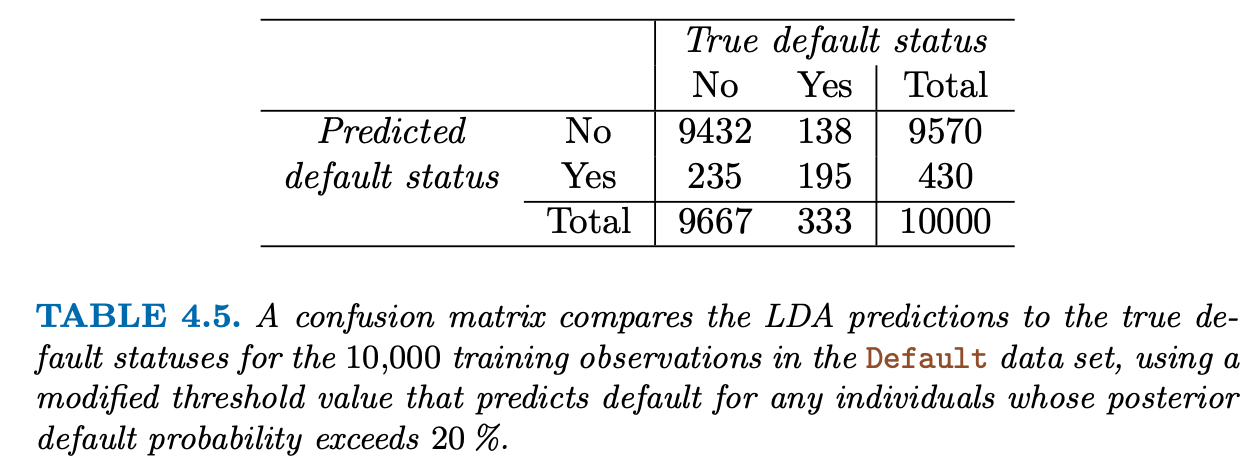 True default status
No Yes Total
Predicted No 9432 138 9570
default status Yes 235 195 430
Total 9667 333 10000
TABLE 4.5. A confusion matrix compares the LDA predictions to the true de-
fault statuses for the 10,000 training observations in the Default data set, using a
modified threshold value that predicts default for any individuals whose posterior
default probability exceeds 20 %.